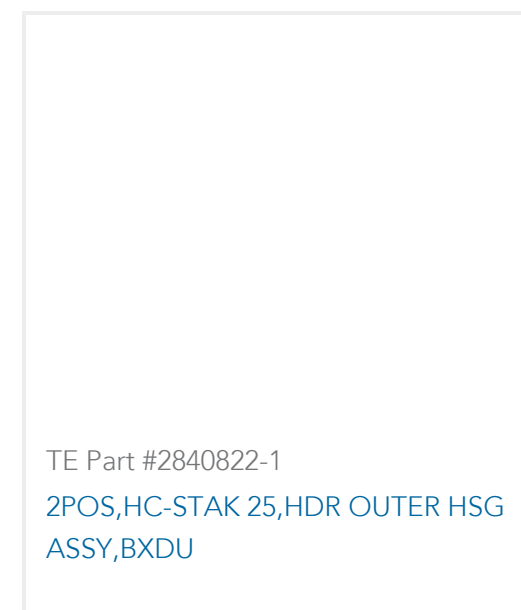 TE Part #2840822-1
2POS,HC-STAK 25,HDR OUTER HSG
ASSY,BXDU